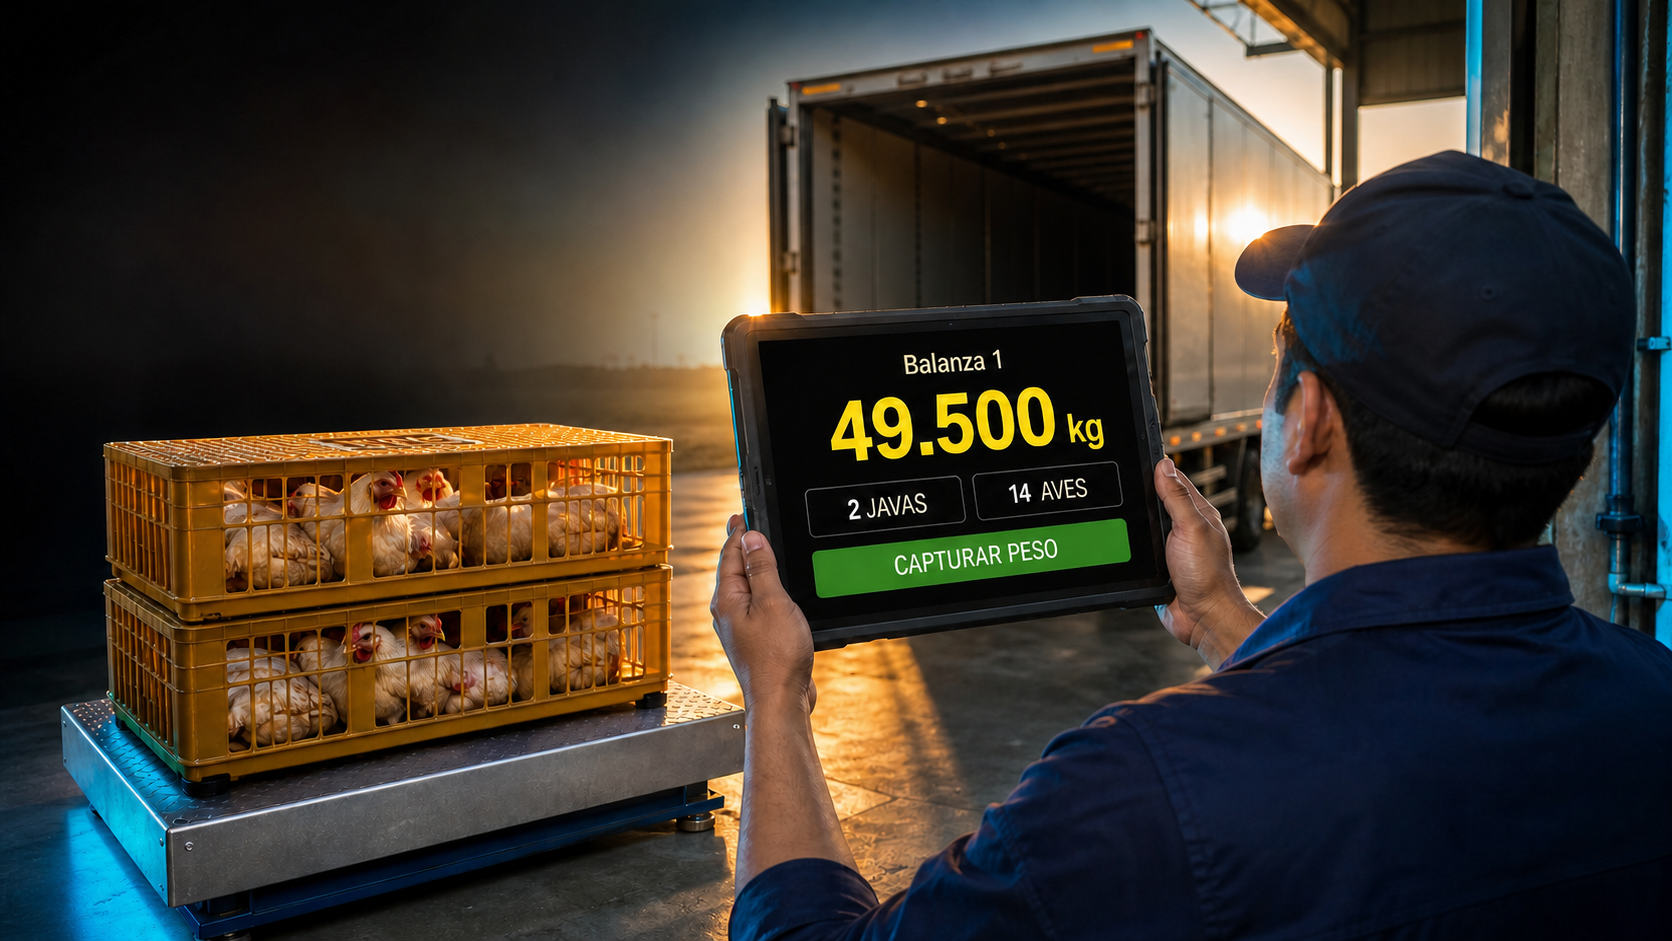 Balanza 1
49.500 kg
2 JAVAS
14 AVES
CAPTURAR PESO